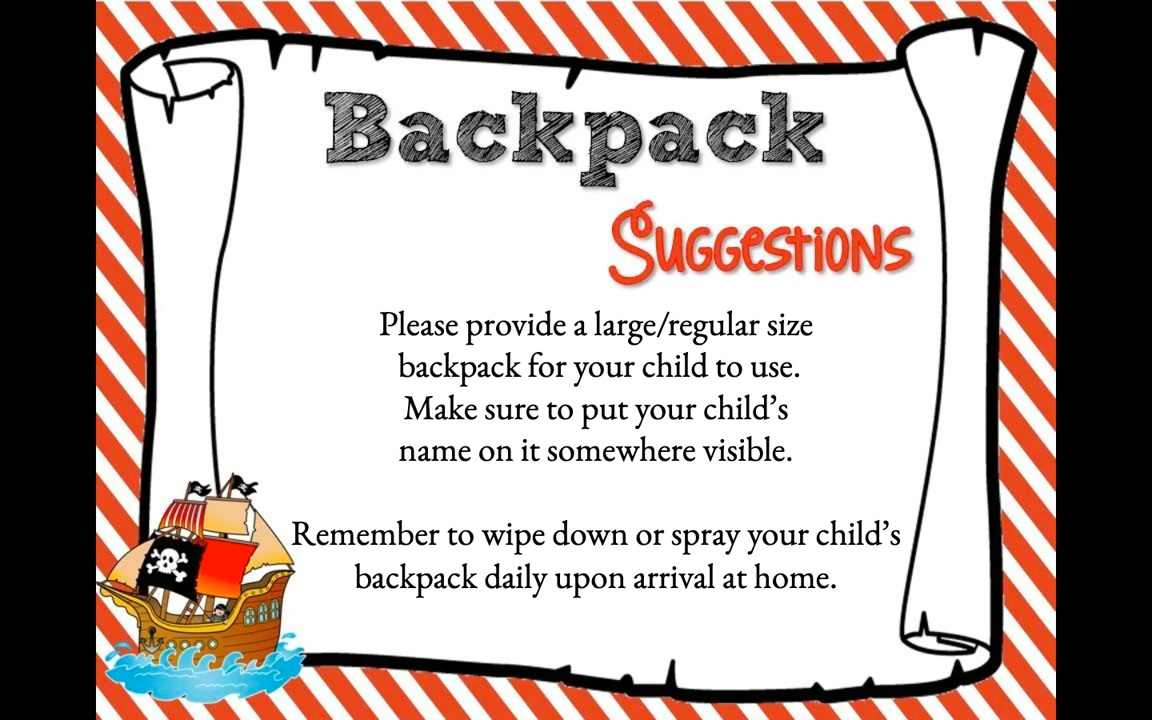 Backpack
Suggestions
Please provide a large/regular size
backpack for your child to use.
Make sure to put your child’s
name on it somewhere visible.
Remember to wipe down or spray your child’s
backpack daily upon arrival at home.